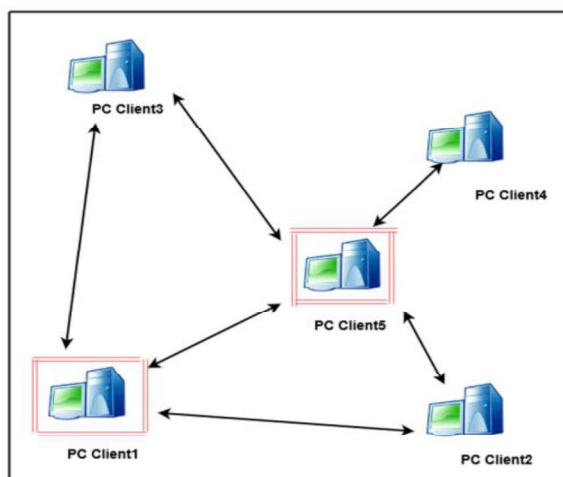 PC Client3
PC Client4
PC Client5
PC Client1
PC Client2